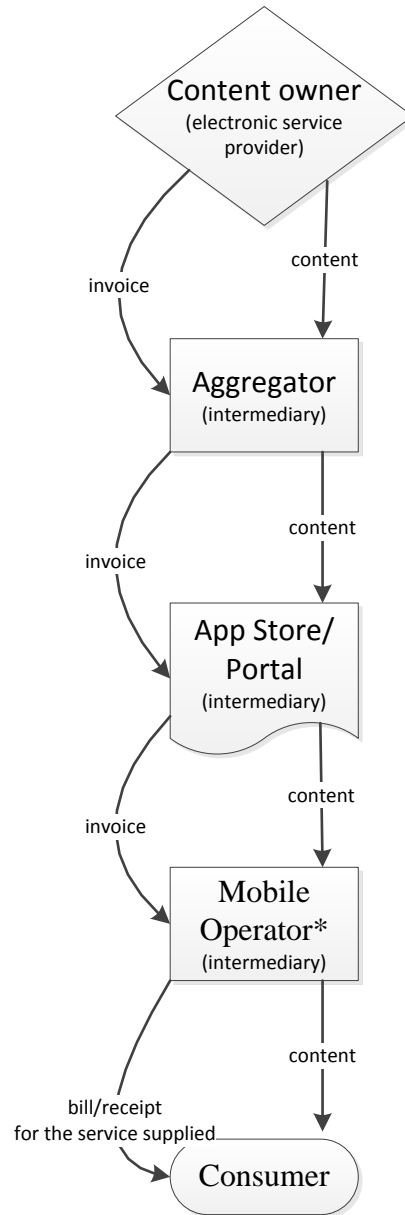 Content owner
(electronic service
provider)
content
invoice
Aggregator
(intermediary)
content
invoice
App Store/
Portal
(intermediary)
content
invoice
Mobile
Operator*
(intermediary)
content
bill/receipt
for the service supplied
Consumer